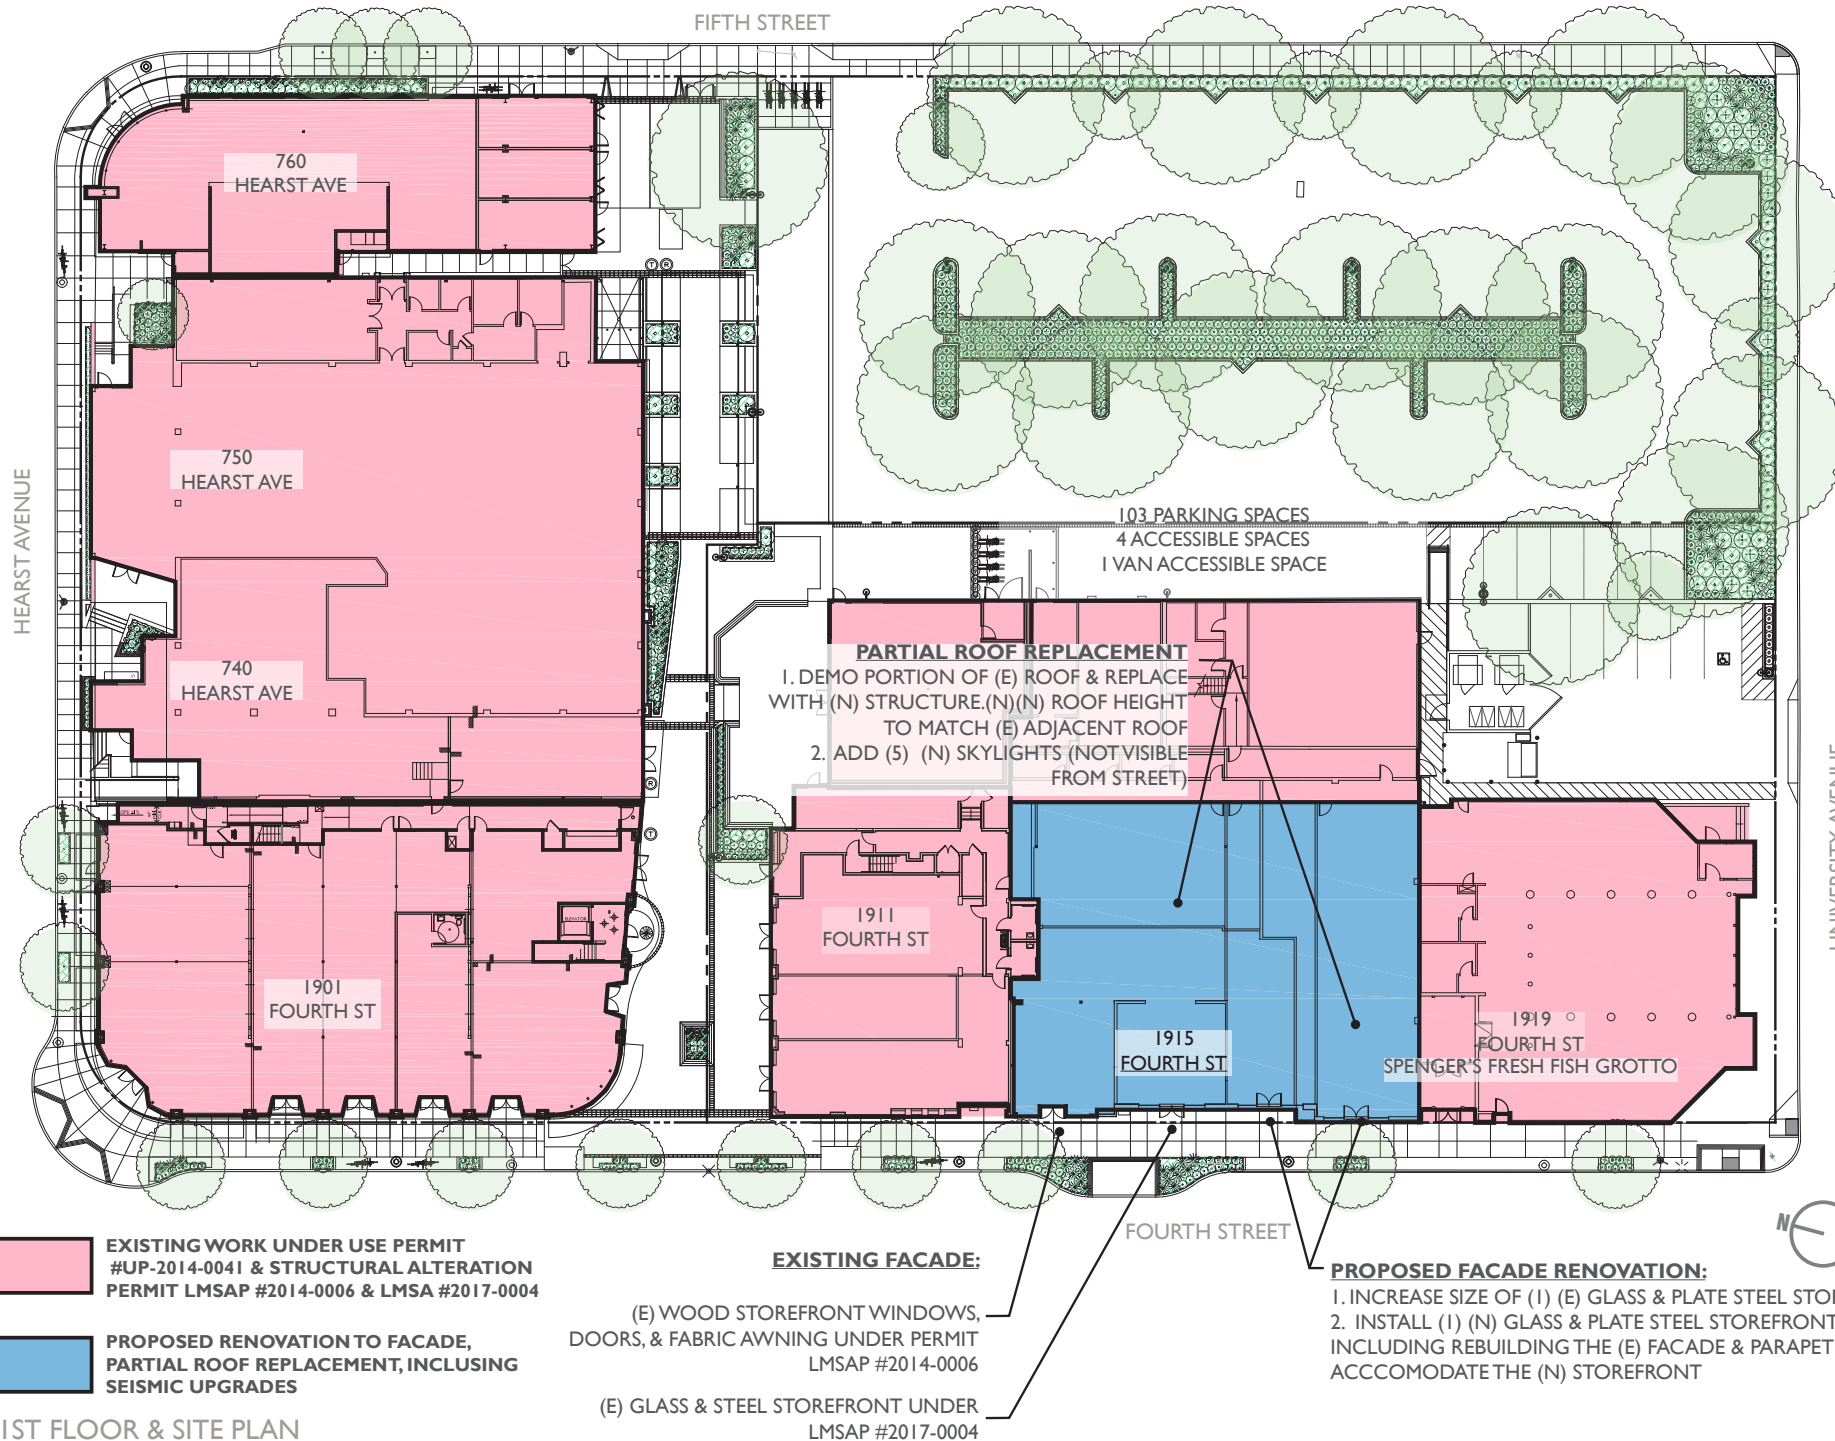 FIFTH STREET
760
HEARST AVE
HEARST AVENUE
750
HEARST AVE
103 PARKING SPACES
4 ACCESSIBLE SPACES
1 VAN ACCESSIBLE SPACE
740
HEARST AVE
PARTIAL ROOF REPLACEMENT
1. DEMO PORTION OF (E) ROOF & REPLACE
WITH (N) STRUCTURE.(N)(N) ROOF HEIGHT
TO MATCH (E) ADJACENT ROOF
2. ADD (5) (N) SKYLIGHTS (NOT VISIBLE
FROM STREET)
UNIVERSITY AVENUE
T R
R
T
ELEVATOR
1901
FOURTH ST
1911
FOURTH ST
1915
FOURTH ST
1919
FOURTH ST
SPENGER'S FRESH FISH GROTTO
FOURTH STREET
N
EXISTING WORK UNDER USE PERMIT
#UP-2014-0041 & STRUCTURAL ALTERATION
PERMIT LMSAP #2014-0006 & LMSA #2017-0004
PROPOSED RENOVATION TO FACADE,
PARTIAL ROOF REPLACEMENT, INCLUSING
SEISMIC UPGRADES
1ST FLOOR & SITE PLAN
EXISTING FACADE:
(E) WOOD STOREFRONT WINDOWS,
DOORS, & FABRIC AWNING UNDER PERMIT
LMSAP #2014-0006
(E) GLASS & STEEL STOREFRONT UNDER
LMSAP #2017-0004
PROPOSED FACADE RENOVATION:
1. INCREASE SIZE OF (1) (E) GLASS & PLATE STEEL STO
2. INSTALL (1) (N) GLASS & PLATE STEEL STOREFRONT
INCLUDING REBUILDING THE (E) FACADE & PARAPET
ACCCOMODATE THE (N) STOREFRONT